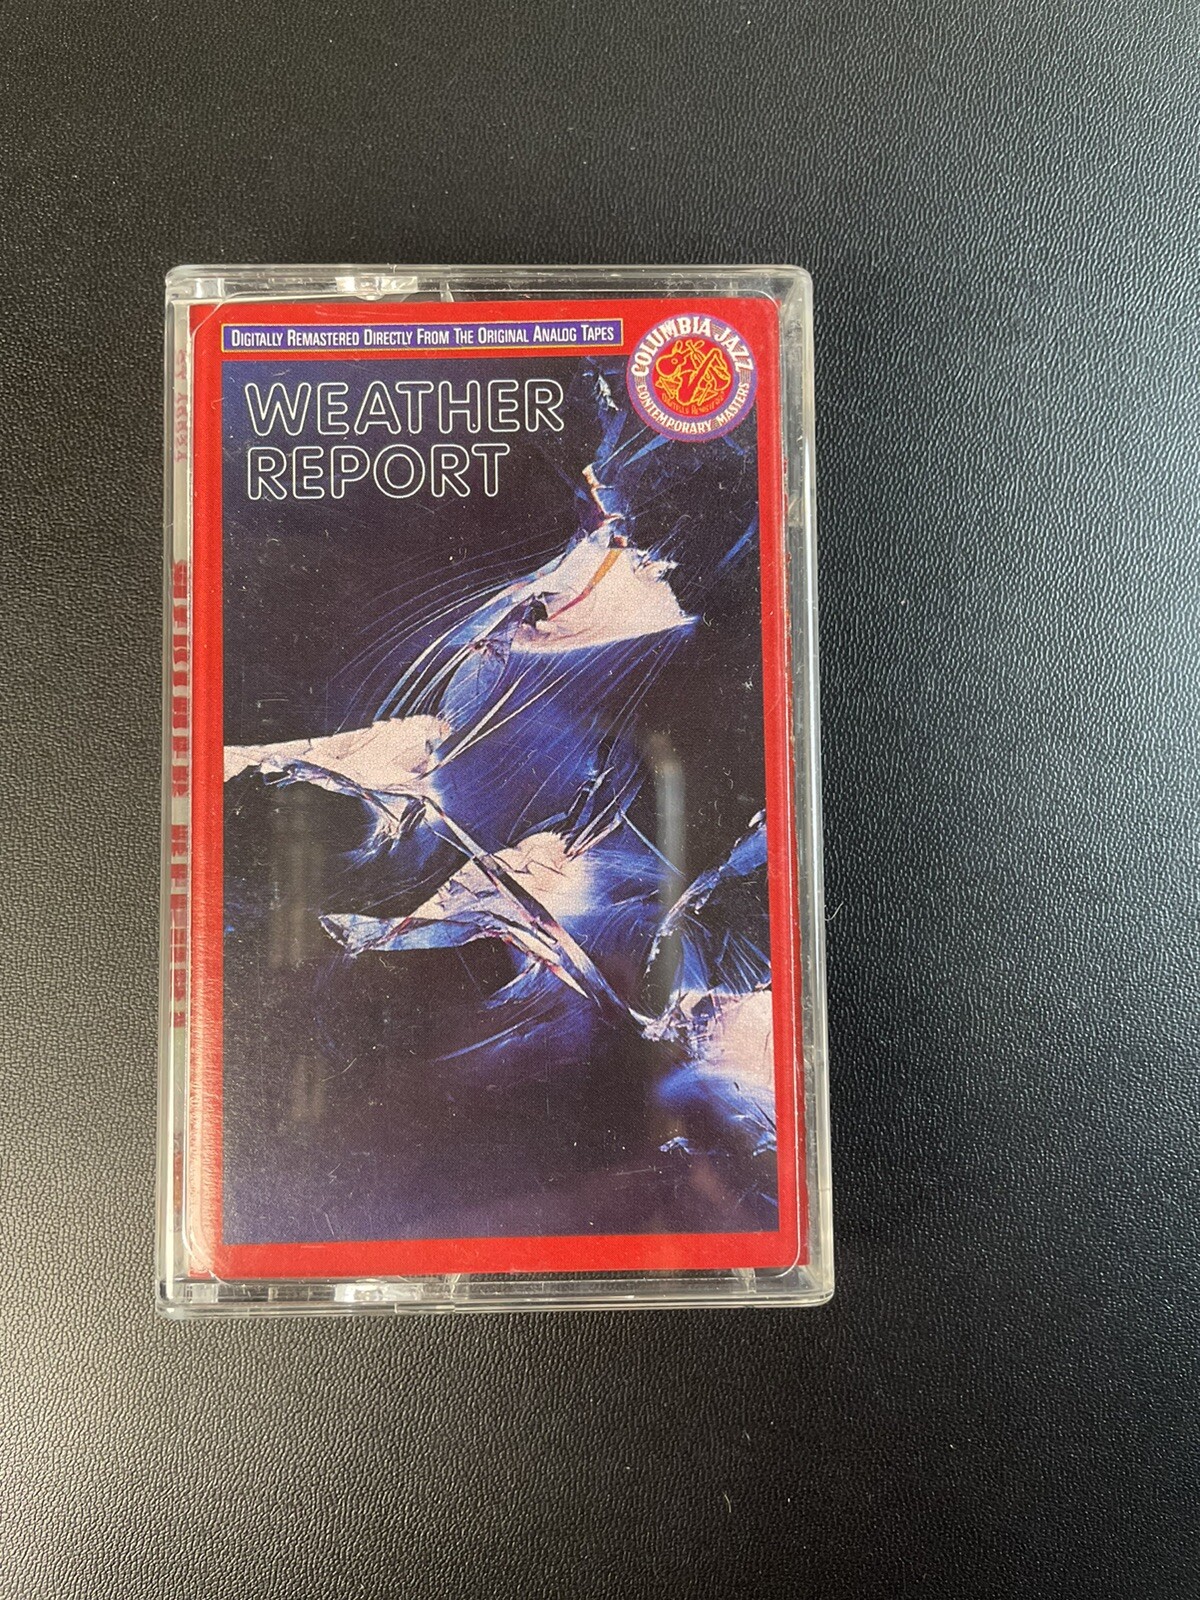 DIGITALLY REMASTERED DIRECTLY FROM THE ORIGINAL ANALOG TAPES
COLUMBIA JAZZ
CONTEMPORARY MASTERS
WEATHER
REPORT